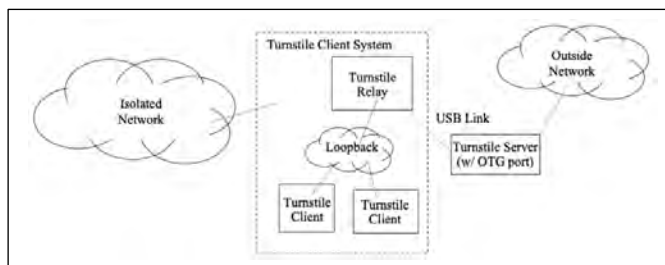 Turnstile Client System
Outside
Network
Turnstile
Relay
Isolated
Network
USB Link
Loopback
Turnstile Server
(w/ OTG port)
Turnstile
Client
Turnstile
Client